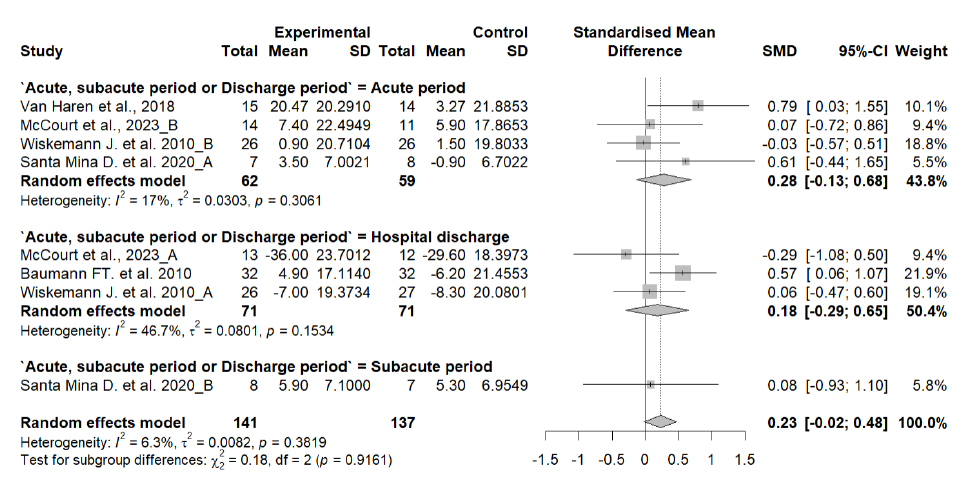 Experimental Control Standardised Mean
Study Total Mean SD Total Mean SD Difference SMD 95%-CI Weight
`Acute, subacute period or Discharge period` = Acute period
Van Haren et al., 2018 15 20.47 20.2910 14 3.27 21.8853 0.79 [ 0.03; 1.55] 10.1%
McCourt et al., 2023_B 14 7.40 22.4949 11 5.90 17.8653 0.07 [-0.72; 0.86] 9.4%
Wiskemann J. et al. 2010_B 26 0.90 20.7104 26 1.50 19.8033 -0.03 [-0.57; 0.51] 18.8%
Santa Mina D. et al. 2020_A 7 3.50 7.0021 8 -0.90 6.7022 0.61 [-0.44; 1.65] 5.5%
Random effects model 62 59 0.28 [-0.13; 0.68] 43.8%
Heterogeneity: I² = 17%, τ² = 0.0303, p = 0.3061
`Acute, subacute period or Discharge period` = Hospital discharge
McCourt et al., 2023_A 13 -36.00 23.7012 12 -29.60 18.3973 -0.29 [-1.08; 0.50] 9.4%
Baumann FT. et al. 2010 32 4.90 17.1140 32 -6.20 21.4553 0.57 [ 0.06; 1.07] 21.9%
Wiskemann J. et al. 2010_A 26 -7.00 19.3734 27 -8.30 20.0801 0.06 [-0.47; 0.60] 19.1%
Random effects model 71 71 0.18 [-0.29; 0.65] 50.4%
Heterogeneity: I² = 46.7%, τ² = 0.0801, p = 0.1534
`Acute, subacute period or Discharge period` = Subacute period
Santa Mina D. et al. 2020_B 8 5.90 7.1000 7 5.30 6.9549 0.08 [-0.93; 1.10] 5.8%
Random effects model 141 137 0.23 [-0.02; 0.48] 100.0%
Heterogeneity: I² = 6.3%, τ² = 0.0082, p = 0.3819
Test for subgroup differences: χ²₂ = 0.18, df = 2 (p = 0.9161)
-1.5 -1 -0.5 0 0.5 1 1.5